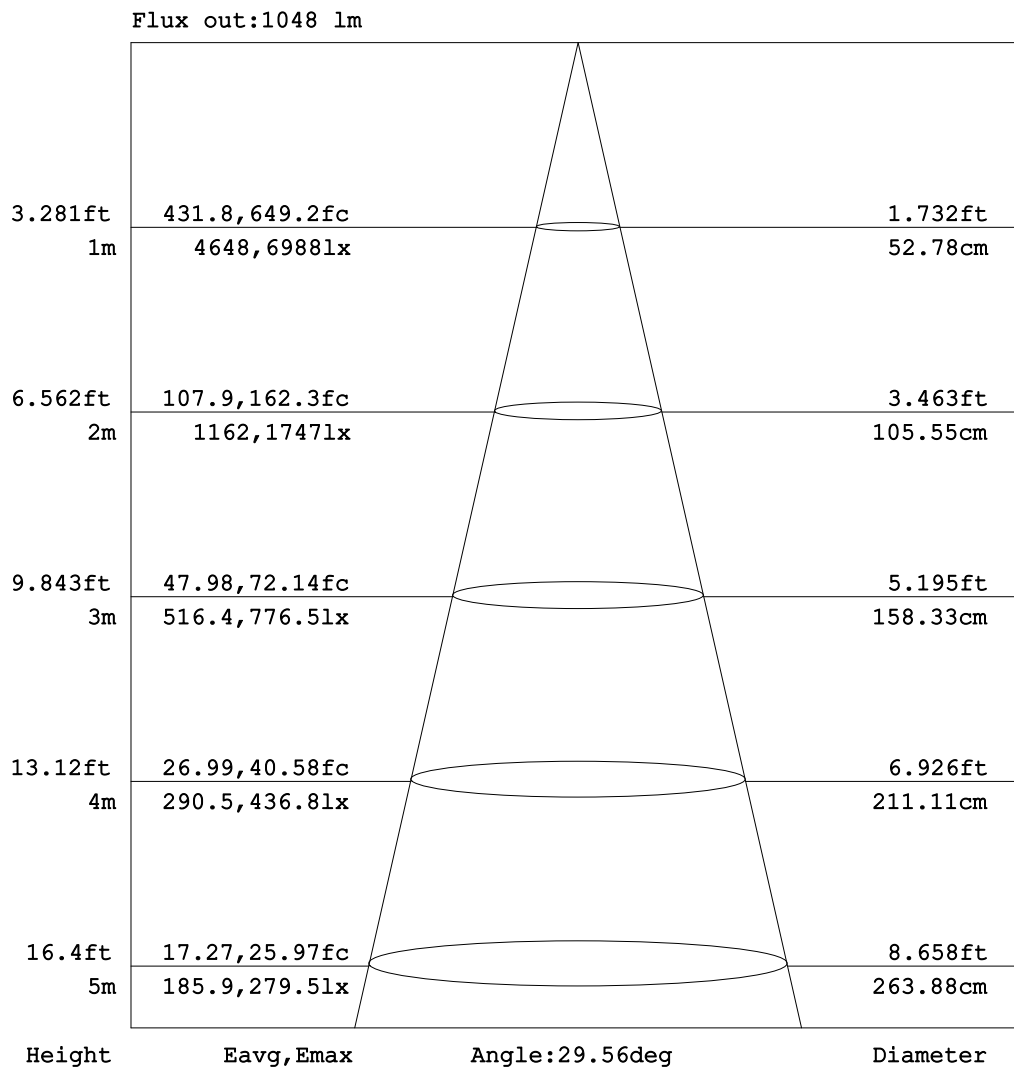 Flux out:1048 lm
3.281ft 431.8,649.2fc 1.732ft
1m 4648,6988lx 52.78cm
6.562ft 107.9,162.3fc 3.463ft
2m 1162,1747lx 105.55cm
9.843ft 47.98,72.14fc 5.195ft
3m 516.4,776.5lx 158.33cm
13.12ft 26.99,40.58fc 6.926ft
4m 290.5,436.8lx 211.11cm
16.4ft 17.27,25.97fc 8.658ft
5m 185.9,279.5lx 263.88cm
Height Eavg,Emax Angle:29.56deg Diameter